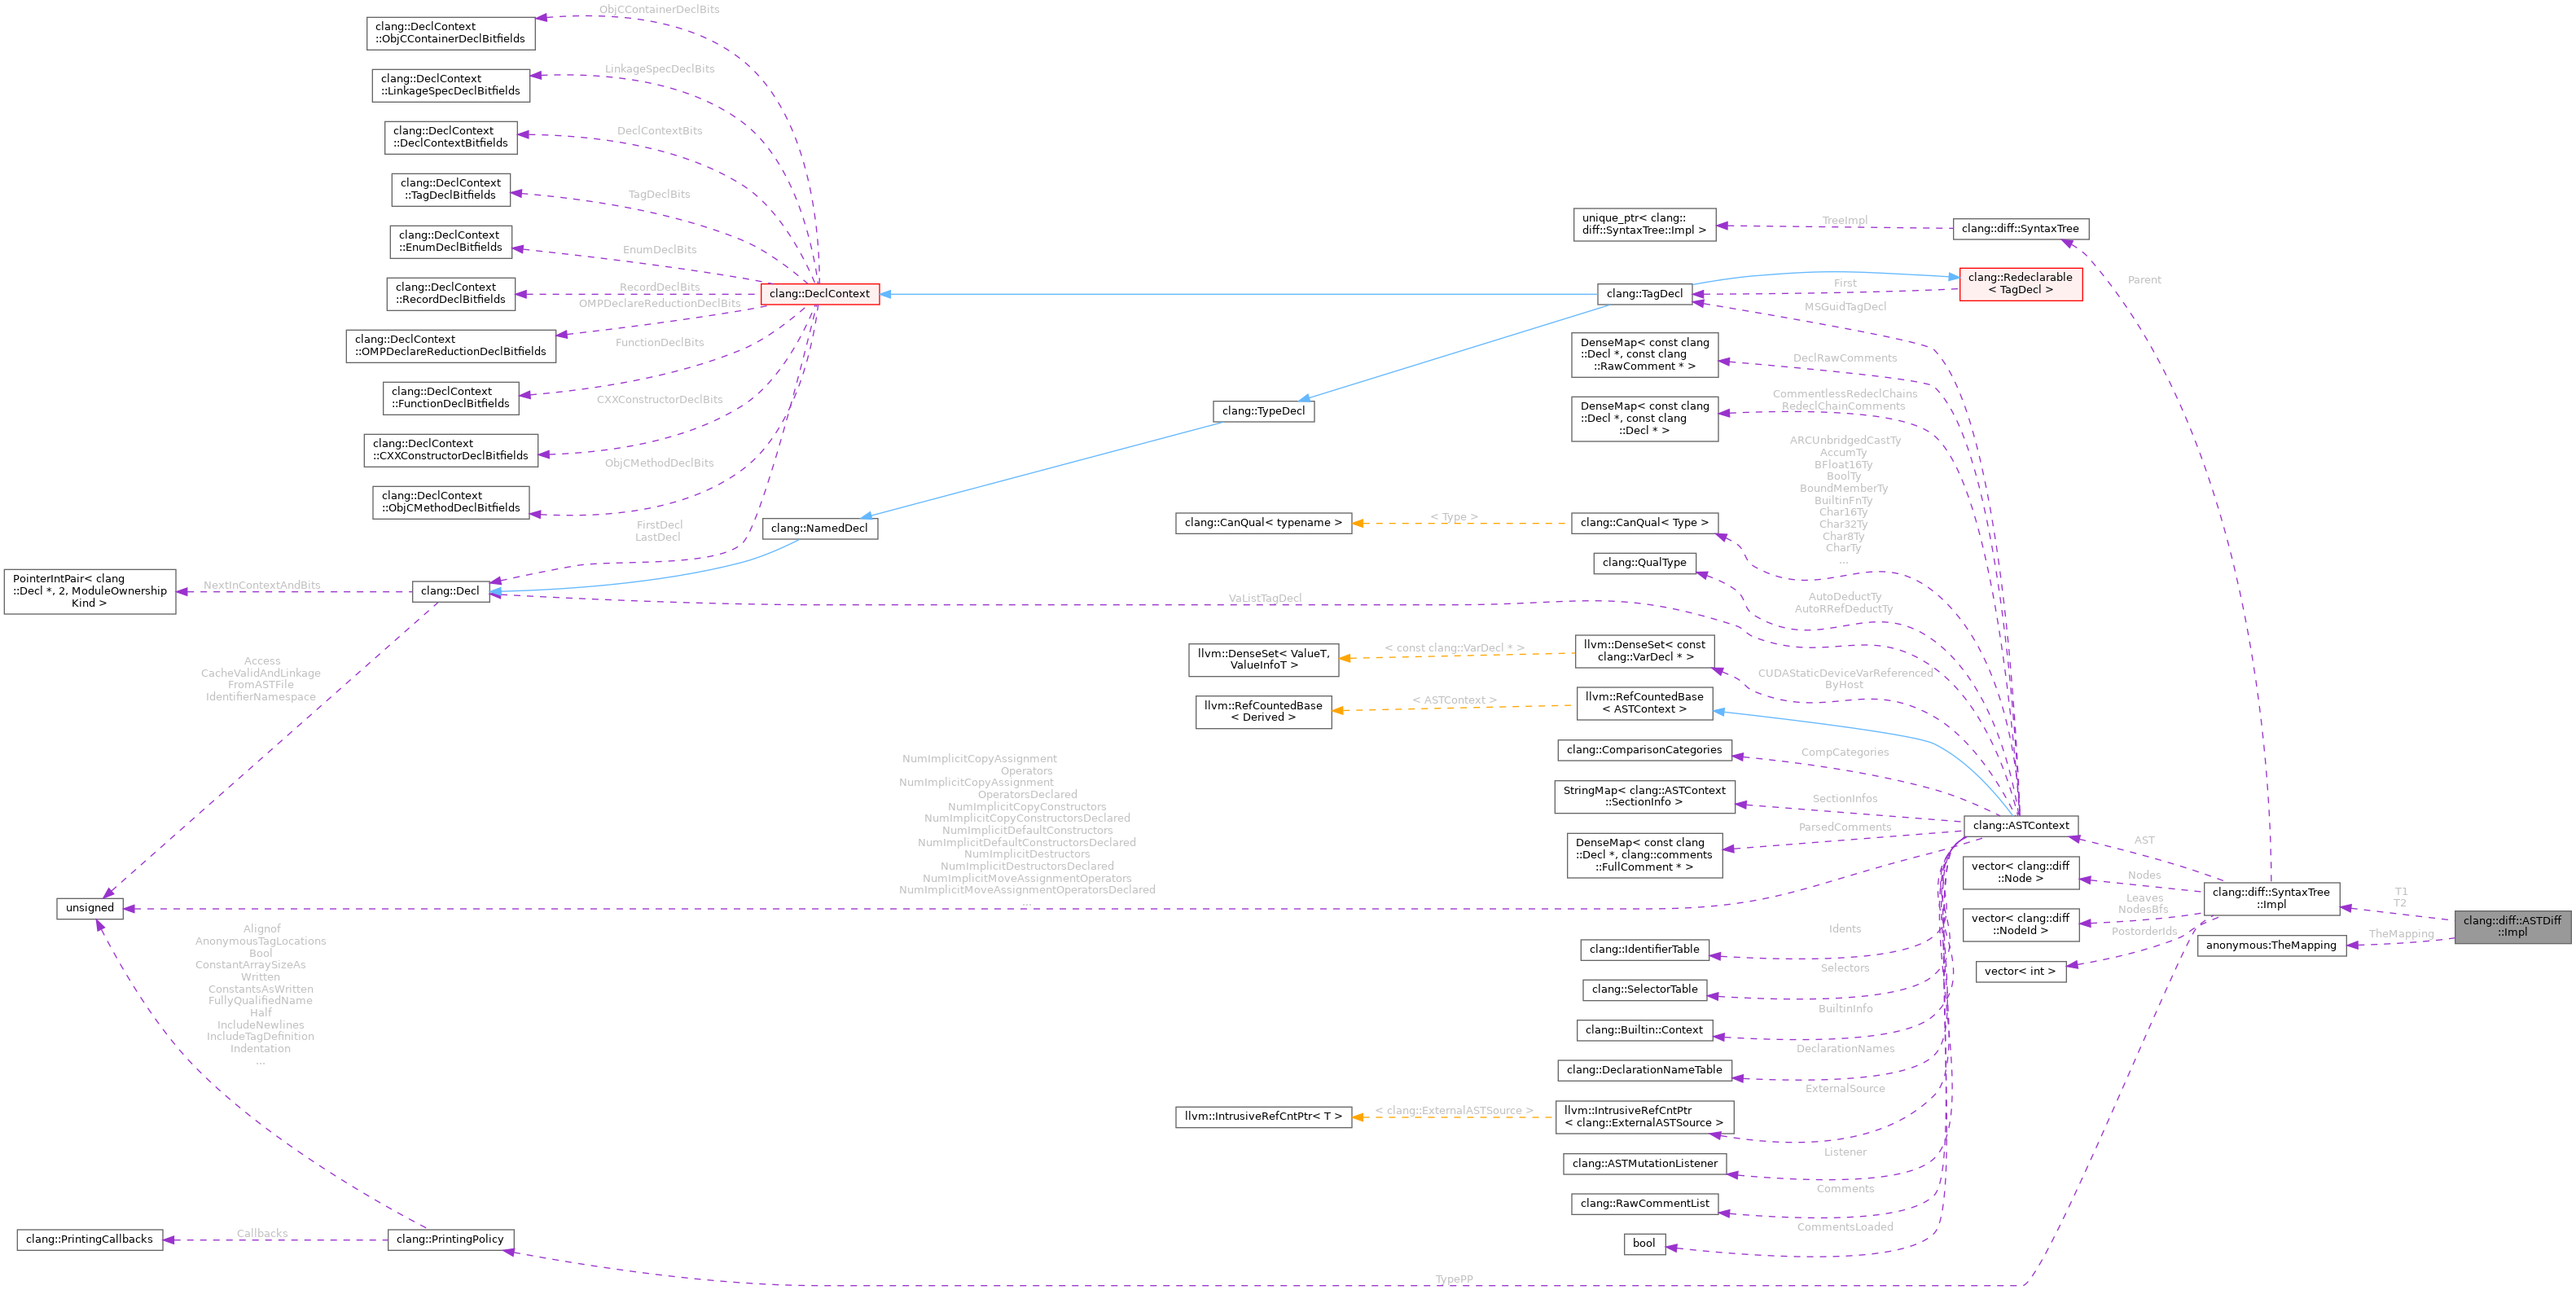 ObjCContainerDeclBits
clang::DeclContext
::ObjCContainerDeclBitfields
LinkageSpecDeclBits
clang::DeclContext
::LinkageSpecDeclBitfields
DeclContextBits
clang::DeclContext
::DeclContextBitfields
TagDeclBits
clang::DeclContext
::TagDeclBitfields
EnumDeclBits
clang::DeclContext
::EnumDeclBitfields
RecordDeclBits
clang::DeclContext
::RecordDeclBitfields
OMPDeclareReductionDeclBits
clang::DeclContext
::OMPDeclareReductionDeclBitfields
FunctionDeclBits
clang::DeclContext
::FunctionDeclBitfields
CXXConstructorDeclBits
clang::DeclContext
::CXXConstructorDeclBitfields
ObjCMethodDeclBits
clang::DeclContext
::ObjCMethodDeclBitfields
FirstDecl
LastDecl
clang::DeclContext
clang::NamedDecl
PointerIntPair< clang
::Decl *, 2, ModuleOwnership
Kind >
NextInContextAndBits
clang::Decl
Access
CacheValidAndLinkage
FromASTFile
IdentifierNamespace
unsigned
Alignof
AnonymousTagLocations
Bool
ConstantArraySizeAs
Written
ConstantsAsWritten
FullyQualifiedName
Half
IncludeNewlines
IncludeTagDefinition
Indentation
...
clang::PrintingCallbacks
Callbacks
clang::PrintingPolicy
NumImplicitCopyAssignment
Operators
NumImplicitCopyAssignment
OperatorsDeclared
NumImplicitCopyConstructors
NumImplicitCopyConstructorsDeclared
NumImplicitDefaultConstructors
NumImplicitDefaultConstructorsDeclared
NumImplicitDestructors
NumImplicitDestructorsDeclared
NumImplicitMoveAssignmentOperators
NumImplicitMoveAssignmentOperatorsDeclared
...
clang::TypeDecl
clang::CanQual< typename >
< Type >
VaListTagDecl
llvm::DenseSet< ValueT,
ValueInfoT >
< const clang::VarDecl * >
llvm::RefCountedBase
< Derived >
< ASTContext >
llvm::IntrusiveRefCntPtr< T >
< clang::ExternalASTSource >
TypePP
unique_ptr< clang::
diff::SyntaxTree::Impl >
TreeImpl
clang::diff::SyntaxTree
clang::TagDecl
First
clang::Redeclarable
< TagDecl >
MSGuidTagDecl
DenseMap< const clang
::Decl *, const clang
::RawComment * >
DeclRawComments
DenseMap< const clang
::Decl *, const clang
::Decl * >
CommentlessRedeclChains
RedeclChainComments
clang::CanQual< Type >
ARCUnbridgedCastTy
AccumTy
BFloat16Ty
BoolTy
BoundMemberTy
BuiltinFnTy
Char16Ty
Char32Ty
Char8Ty
CharTy
...
clang::QualType
AutoDeductTy
AutoRRefDeductTy
llvm::DenseSet< const
clang::VarDecl * >
CUDAStaticDeviceVarReferenced
ByHost
llvm::RefCountedBase
< ASTContext >
clang::ComparisonCategories
CompCategories
StringMap< clang::ASTContext
::SectionInfo >
SectionInfos
DenseMap< const clang
::Decl *, clang::comments
::FullComment * >
ParsedComments
clang::IdentifierTable
Idents
clang::SelectorTable
Selectors
clang::Builtin::Context
BuiltinInfo
clang::DeclarationNameTable
DeclarationNames
llvm::IntrusiveRefCntPtr
< clang::ExternalASTSource >
ExternalSource
clang::ASTMutationListener
Listener
clang::RawCommentList
Comments
bool
CommentsLoaded
clang::ASTContext
Parent
AST
vector< clang::diff
::Node >
Nodes
vector< clang::diff
::NodeId >
Leaves
NodesBfs
vector< int >
PostorderIds
clang::diff::SyntaxTree
::Impl
anonymous:TheMapping
T1
T2
TheMapping
clang::diff::ASTDiff
::Impl